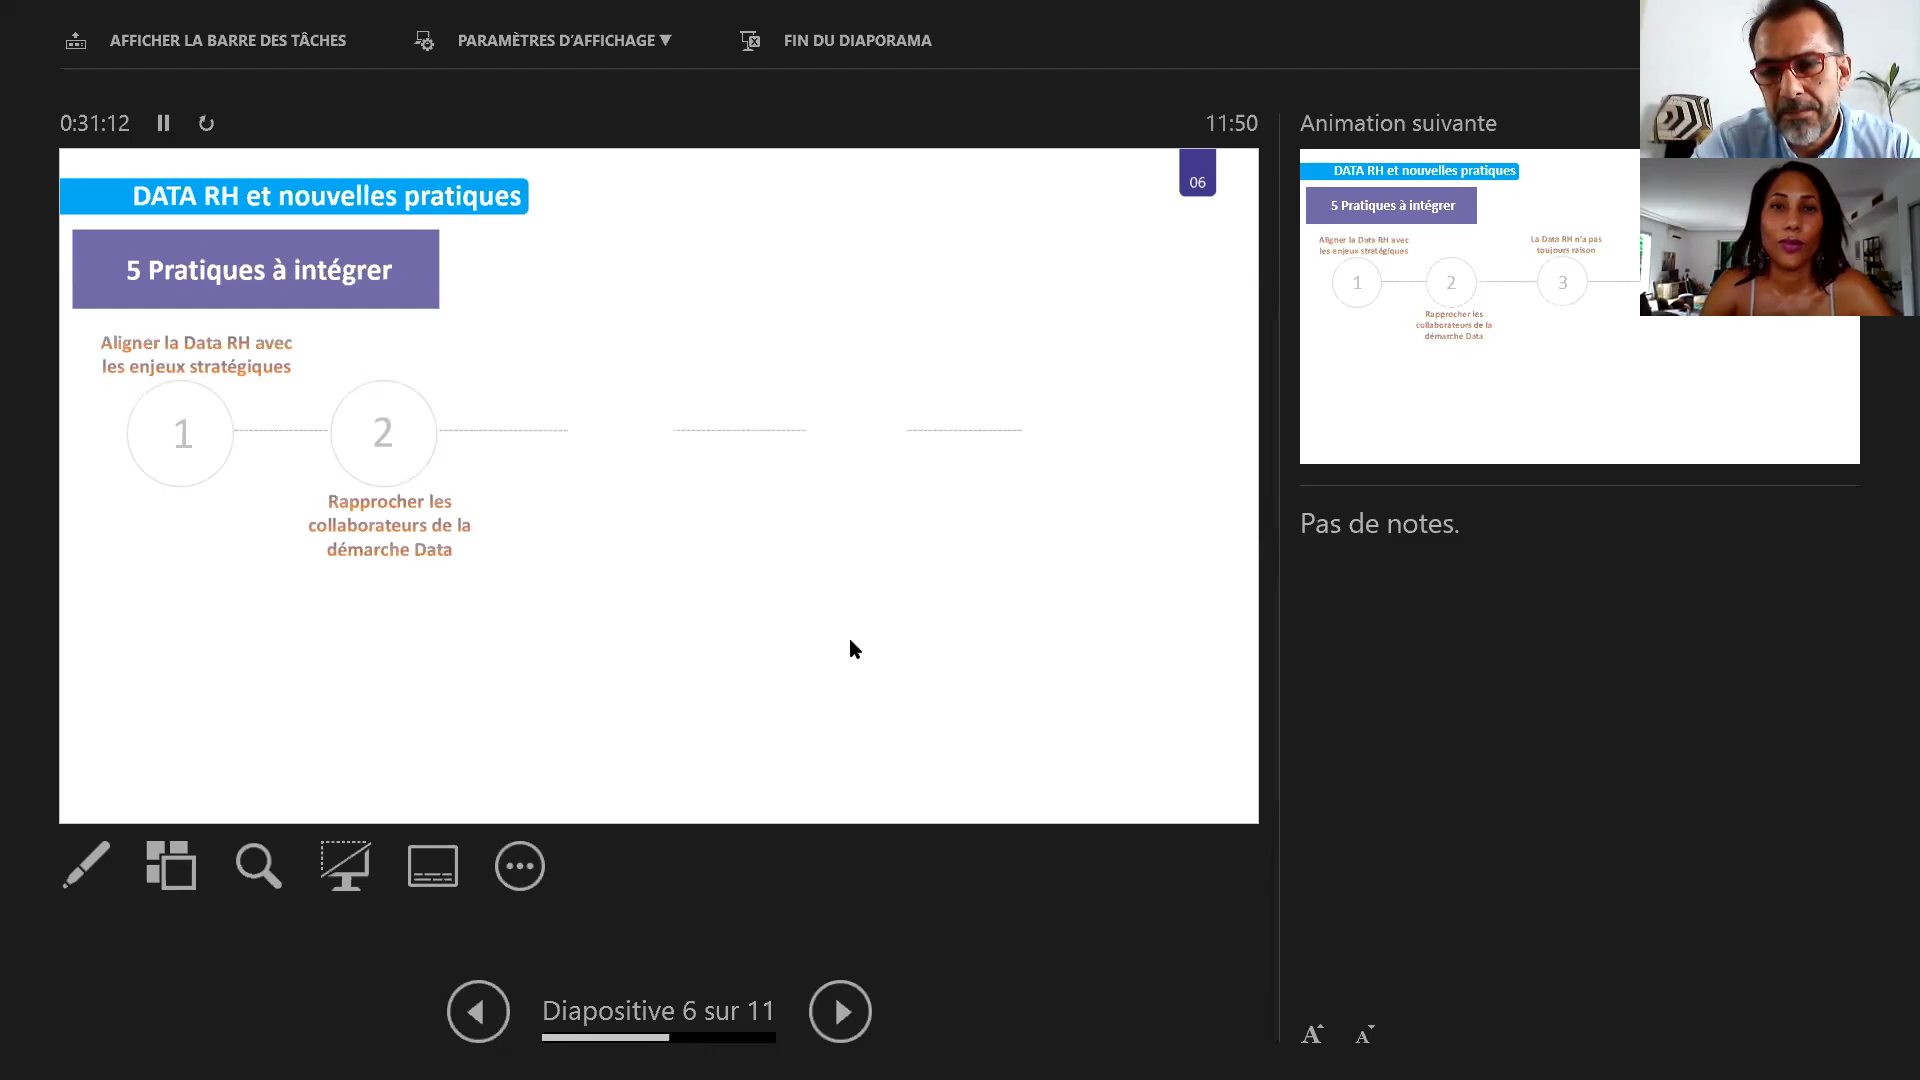 AFFICHER LA BARRE DES TÂCHES
PARAMÈTRES D'AFFICHAGE ▼
FIN DU DIAPORAMA
0:31:12
11:50
DATA RH et nouvelles pratiques
06
5 Pratiques à intégrer
Aligner la Data RH avec
les enjeux stratégiques
1
2
Rapprocher les
collaborateurs de la
démarche Data
Diapositive 6 sur 11
Animation suivante
DATA RH et nouvelles pratiques
5 Pratiques à intégrer
Aligner la Data RH avec
les enjeux stratégiques
La Data RH n'a pas
toujours raison
1
2
3
Rapprocher les
collaborateurs de la
démarche Data
Pas de notes.
A
A